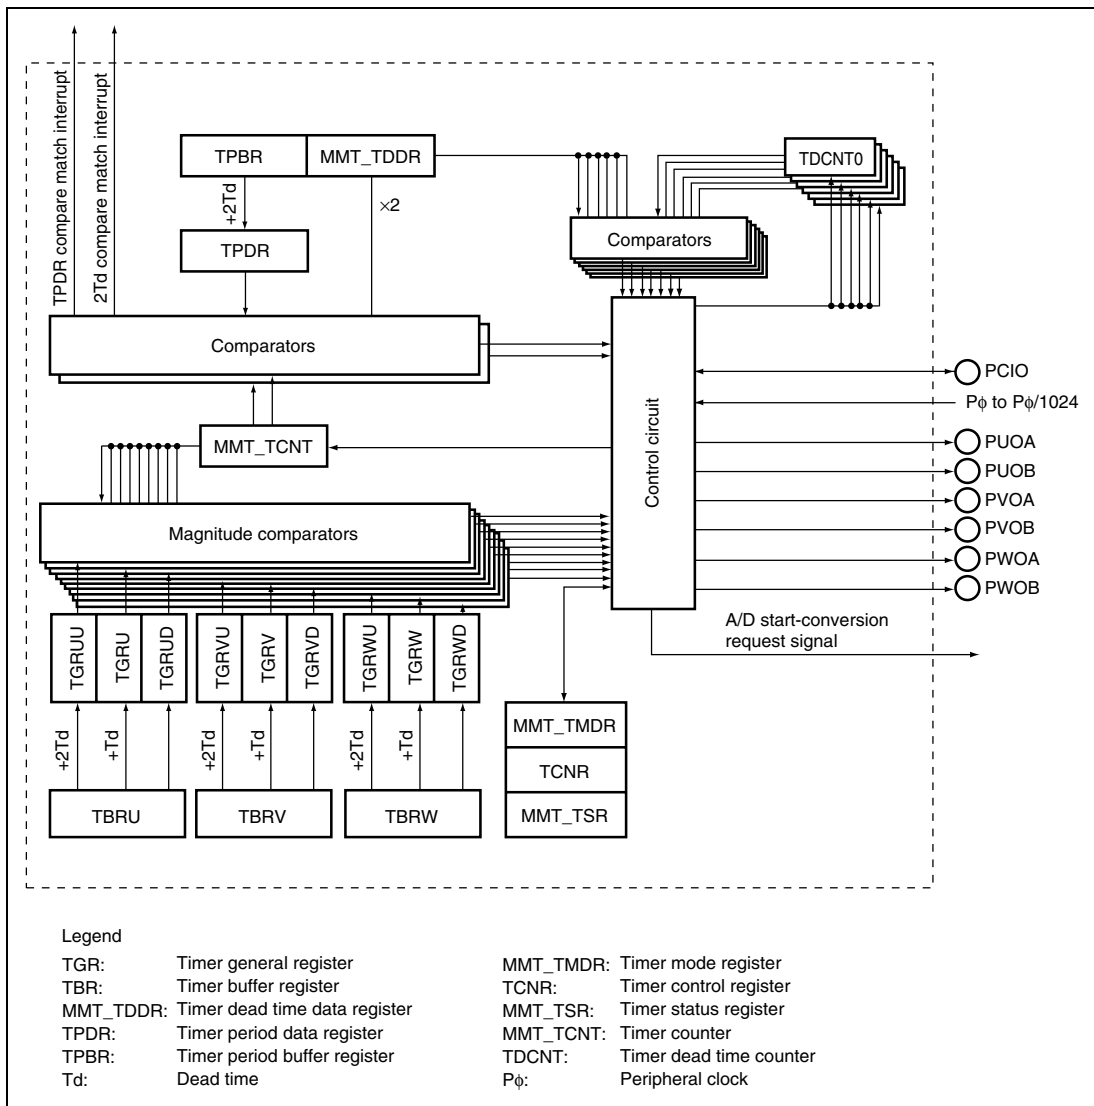 TPDR compare match interrupt
2Td compare match interrupt
TPBR
MMT_TDDR
TDCNT0
+2Td
×2
Comparators
TPDR
Comparators
PCIO
Pϕ to Pϕ/1024
MMT_TCNT
Control circuit
PUOA
PUOB
PVOA
PVOB
PWOA
PWOB
Magnitude comparators
A/D start-conversion
request signal
TGRUU
TGRU
TGRUD
TGRVU
TGRV
TGRVD
TGRWU
TGRW
TGRWD
+2Td
+Td
+2Td
+Td
+2Td
+Td
MMT_TMDR
TCNR
MMT_TSR
TBRU
TBRV
TBRW
Legend
TGR: Timer general register
TBR: Timer buffer register
MMT_TDDR: Timer dead time data register
TPDR: Timer period data register
TPBR: Timer period buffer register
Td: Dead time
MMT_TMDR: Timer mode register
TCNR: Timer control register
MMT_TSR: Timer status register
MMT_TCNT: Timer counter
TDCNT: Timer dead time counter
Pϕ: Peripheral clock